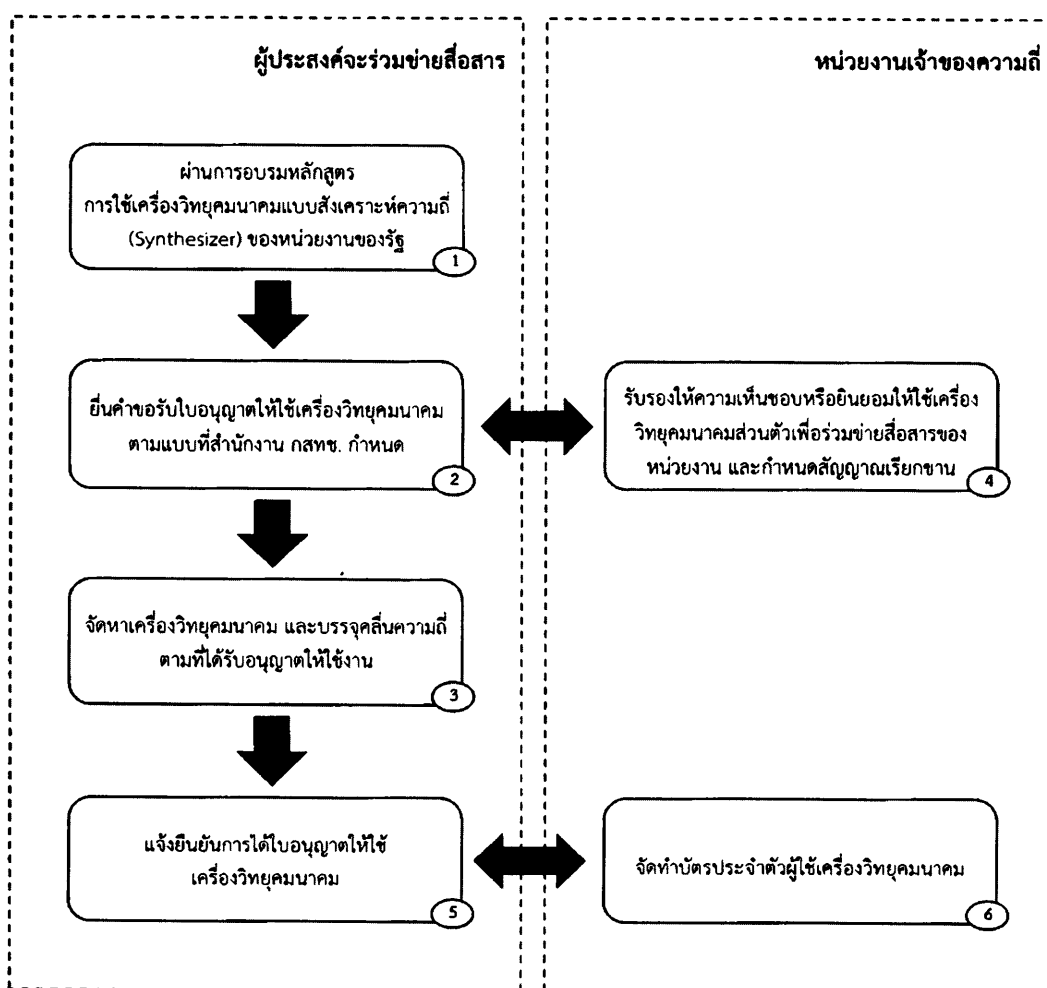 ผู้ประสงค์จะร่วมข่ายสื่อสาร
หน่วยงานเจ้าของความถี่
ผ่านการอบรมหลักสูตร
การใช้เครื่องวิทยุคมนาคมแบบสังเคราะห์ความถี่
(Synthesizer) ของหน่วยงานของรัฐ
1
ยื่นคำขอรับใบอนุญาตให้ใช้เครื่องวิทยุคมนาคม
ตามแบบที่สำนักงาน กสทช. กำหนด
2
รับรองให้ความเห็นชอบหรือยินยอมให้ใช้เครื่อง
วิทยุคมนาคมส่วนตัวเพื่อร่วมข่ายสื่อสารของ
หน่วยงาน และกำหนดสัญญาณเรียกขาน
4
จัดหาเครื่องวิทยุคมนาคม และบรรจุคลื่นความถี่
ตามที่ได้รับอนุญาตให้ใช้งาน
3
แจ้งยืนยันการได้ใบอนุญาตให้ใช้
เครื่องวิทยุคมนาคม
5
จัดทำบัตรประจำตัวผู้ใช้เครื่องวิทยุคมนาคม
6